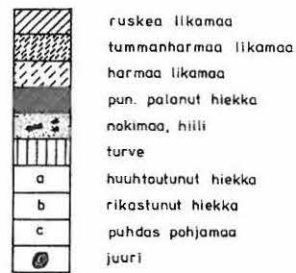 ruskea likamaa
tummanharmaa likamaa
harmaa likamaa
pun. palanut hiekka
nokimaa, hiili
turve
a huuhtoutunut hiekka
b rikastunut hiekka
c puhdas pohjamaa
juuri